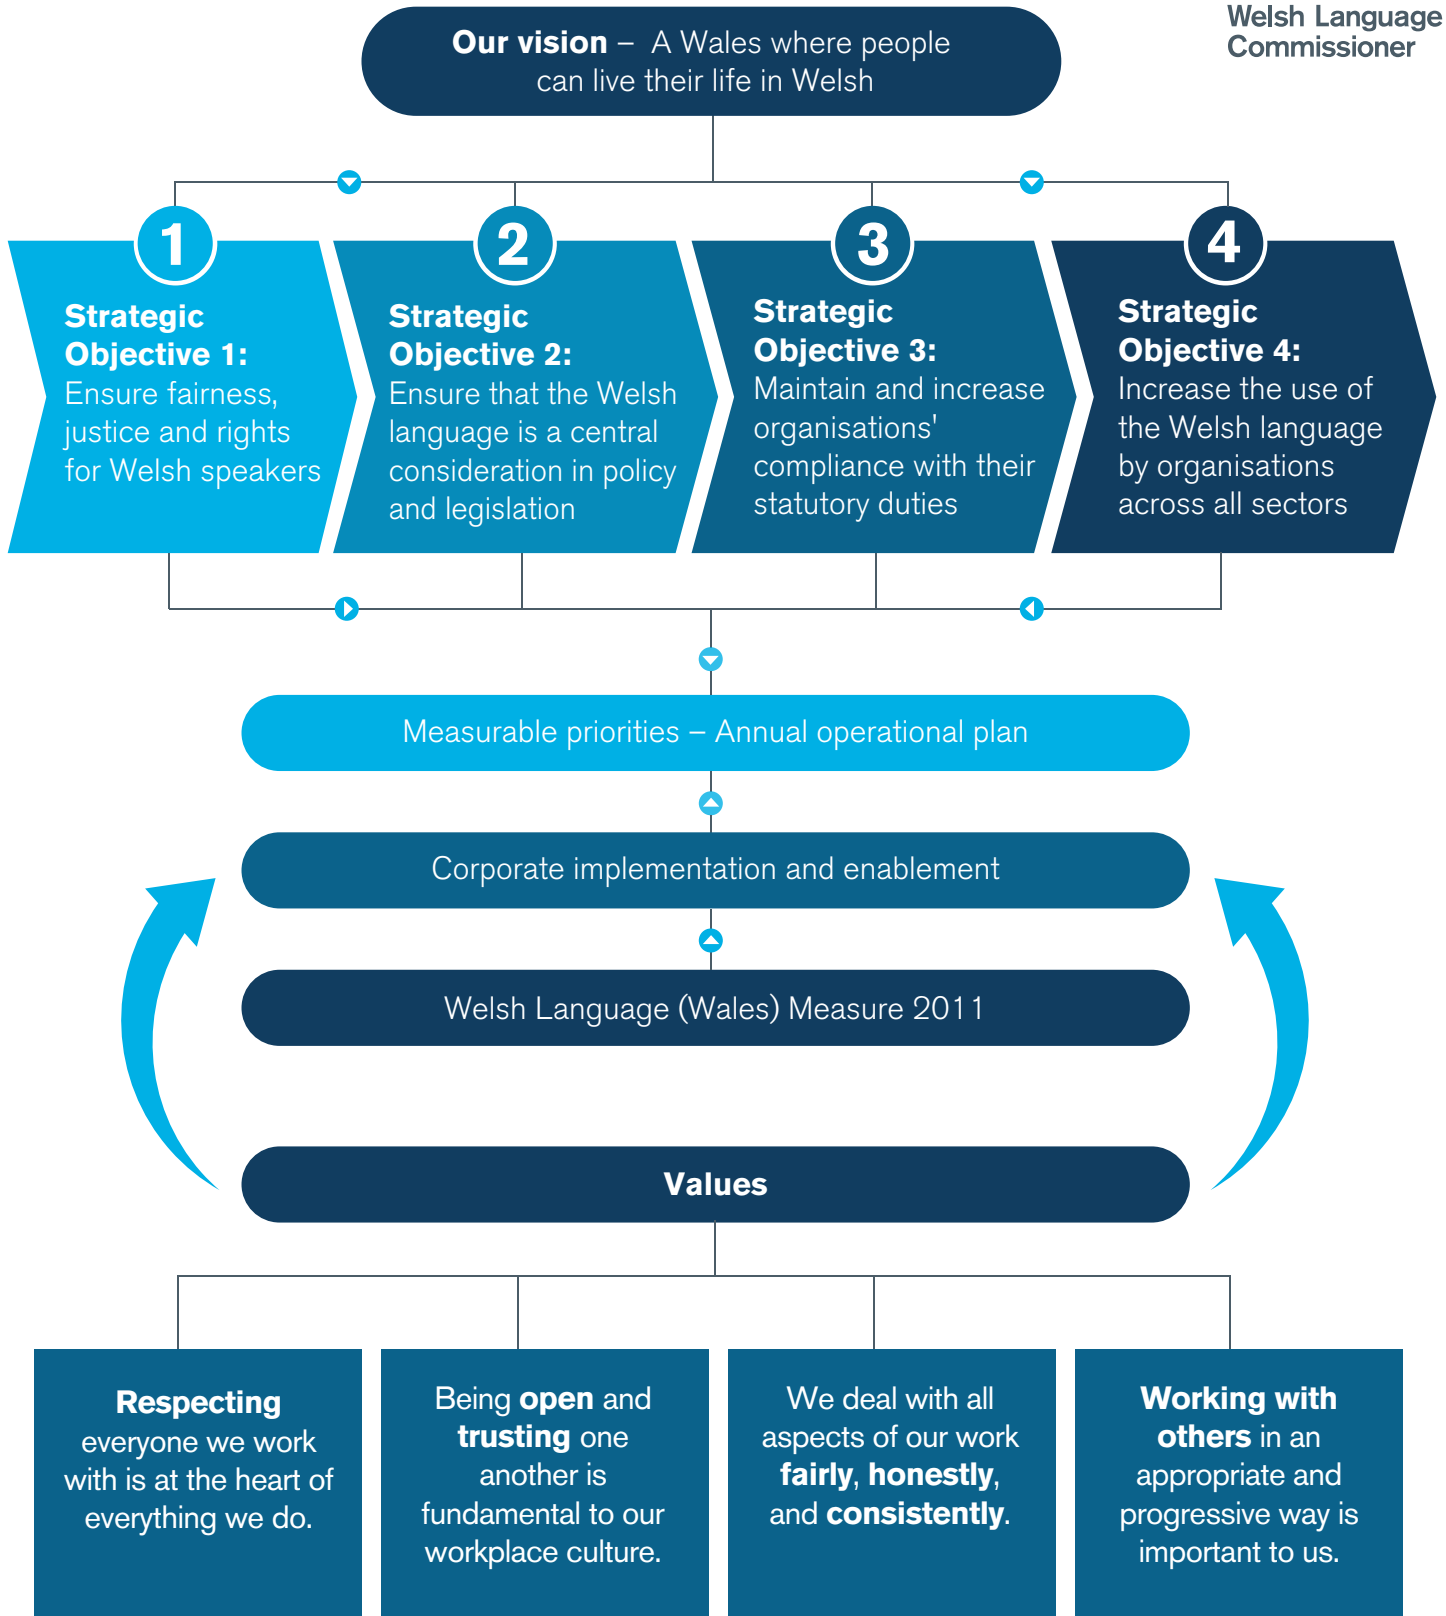 Welsh Language
Commissioner
Our vision – A Wales where people
can live their life in Welsh
1
Strategic
Objective 1:
Ensure fairness,
justice and rights
for Welsh speakers
2
Strategic
Objective 2:
Ensure that the Welsh
language is a central
consideration in policy
and legislation
3
Strategic
Objective 3:
Maintain and increase
organisations'
compliance with their
statutory duties
4
Strategic
Objective 4:
Increase the use of
the Welsh language
by organisations
across all sectors
Measurable priorities – Annual operational plan
Corporate implementation and enablement
Welsh Language (Wales) Measure 2011
Values
Respecting
everyone we work
with is at the heart of
everything we do.
Being open and
trusting one
another is
fundamental to our
workplace culture.
We deal with all
aspects of our work
fairly, honestly,
and consistently.
Working with
others in an
appropriate and
progressive way is
important to us.